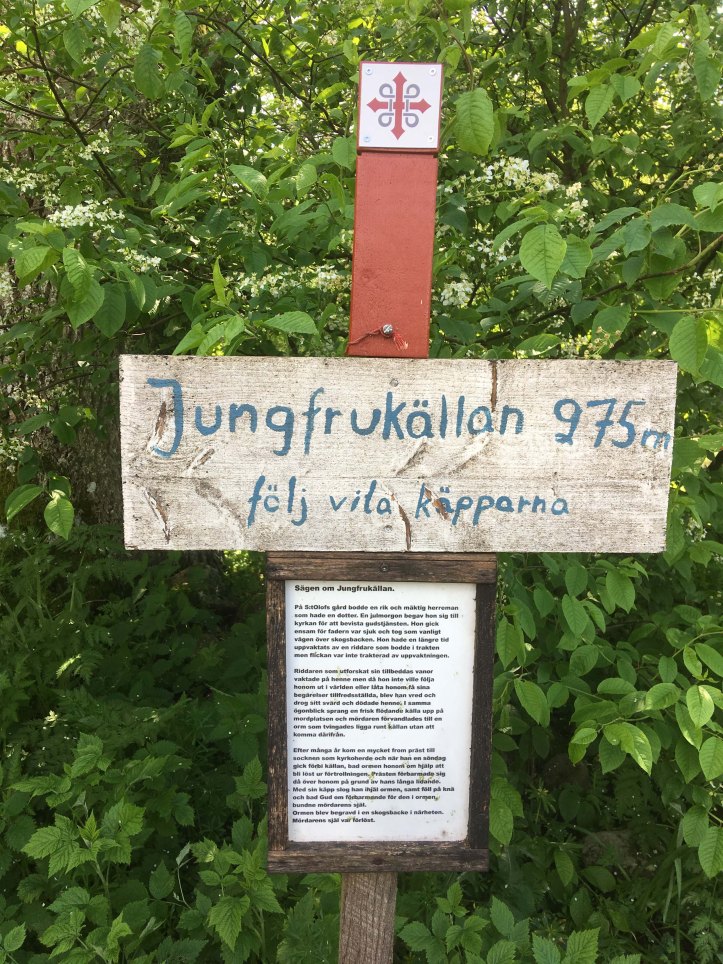 Jungfrukällan 275m
följ vita käpparna
Sägen om Jungfrukällan.
På S:tOlofs gård bodde en rik och mäktig herreman
som hade en dotter. En julmorgon begav hon sig till
kyrkan för att bevista gudstjänsten. Hon gick
ensam för fadern var sjuk och tog som vanligt
vägen över skogsbacken. Hon hade en längre tid
uppvaktats av en riddare som bodde i trakten
men flickan var inte trakterad av uppvaktningen.
Riddaren som utforskat sin tillbeddas vanor
vaktade på henne men då hon inte ville följa
honom ut i världen eller låta honom få sina
begärelser tillfredsställda, blev han vred och
drog sitt svärd och dödade henne. I samma
ögonblick sprang en frisk flödande källa upp på
mordplatsen och mördaren förvandlades till en
orm som tvingades ligga runt källan utan att
komma därifrån.
Efter många år kom en mycket from präst till
socknen som kyrkoherde och när han en söndag
gick förbi källan, bad ormen honom om hjälp att
bli löst ur förtrollningen. Prästen förbarmade sig
då över honom på grund av hans långa lidande.
Med sin käpp slog han ihjäl ormen, samt föll på knä
och bad Gud om förbarmande för den i ormen
bundne mördarens själ.
Ormen blev begravd i en skogsbacke i närheten.
Mördarens själ var förlöst.